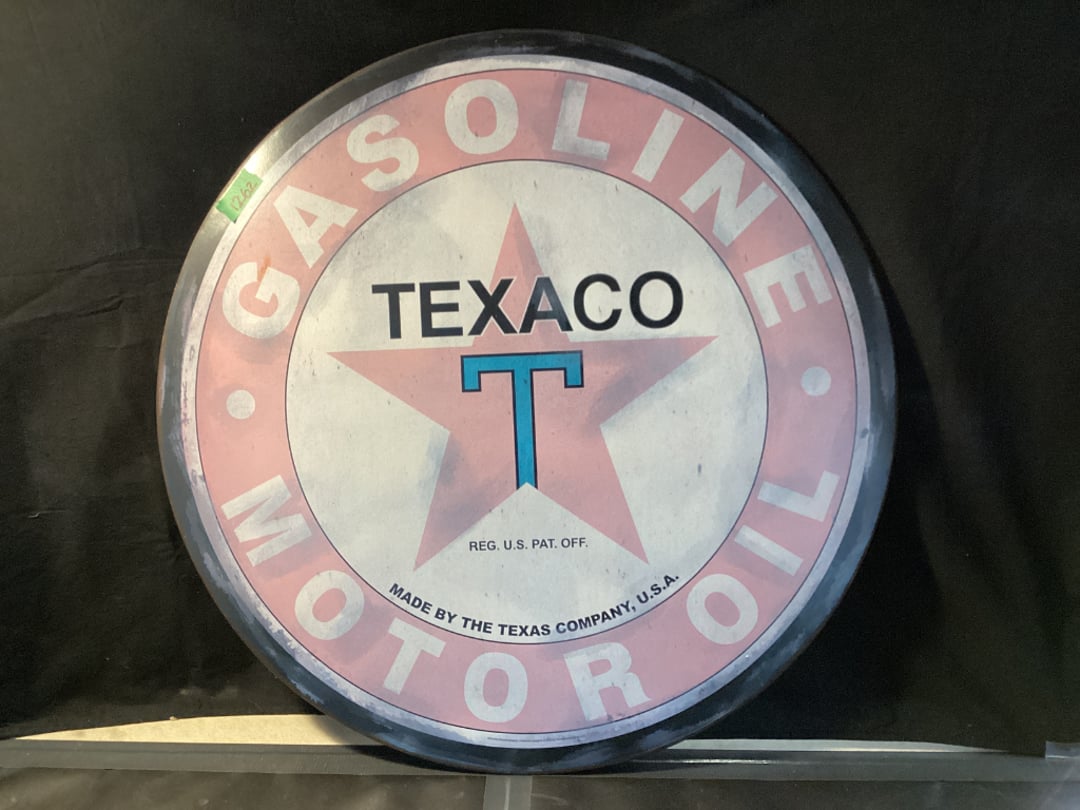 GASOLINE
TEXACO
T
REG. U.S. PAT. OFF.
MADE BY THE TEXAS COMPANY, U.S.A.
MOTOR OIL